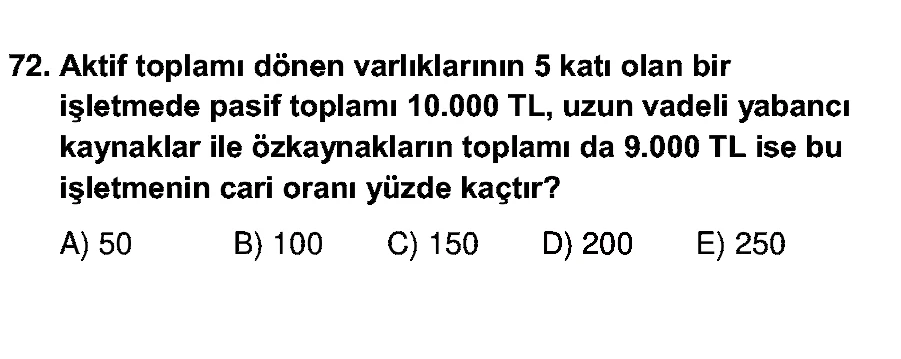 72. Aktif toplamı dönen varlıklarının 5 katı olan bir
işletmede pasif toplamı 10.000 TL, uzun vadeli yabancı
kaynaklar ile özkaynakların toplamı da 9.000 TL ise bu
işletmenin cari oranı yüzde kaçtır?
A) 50 B) 100 C) 150 D) 200 E) 250